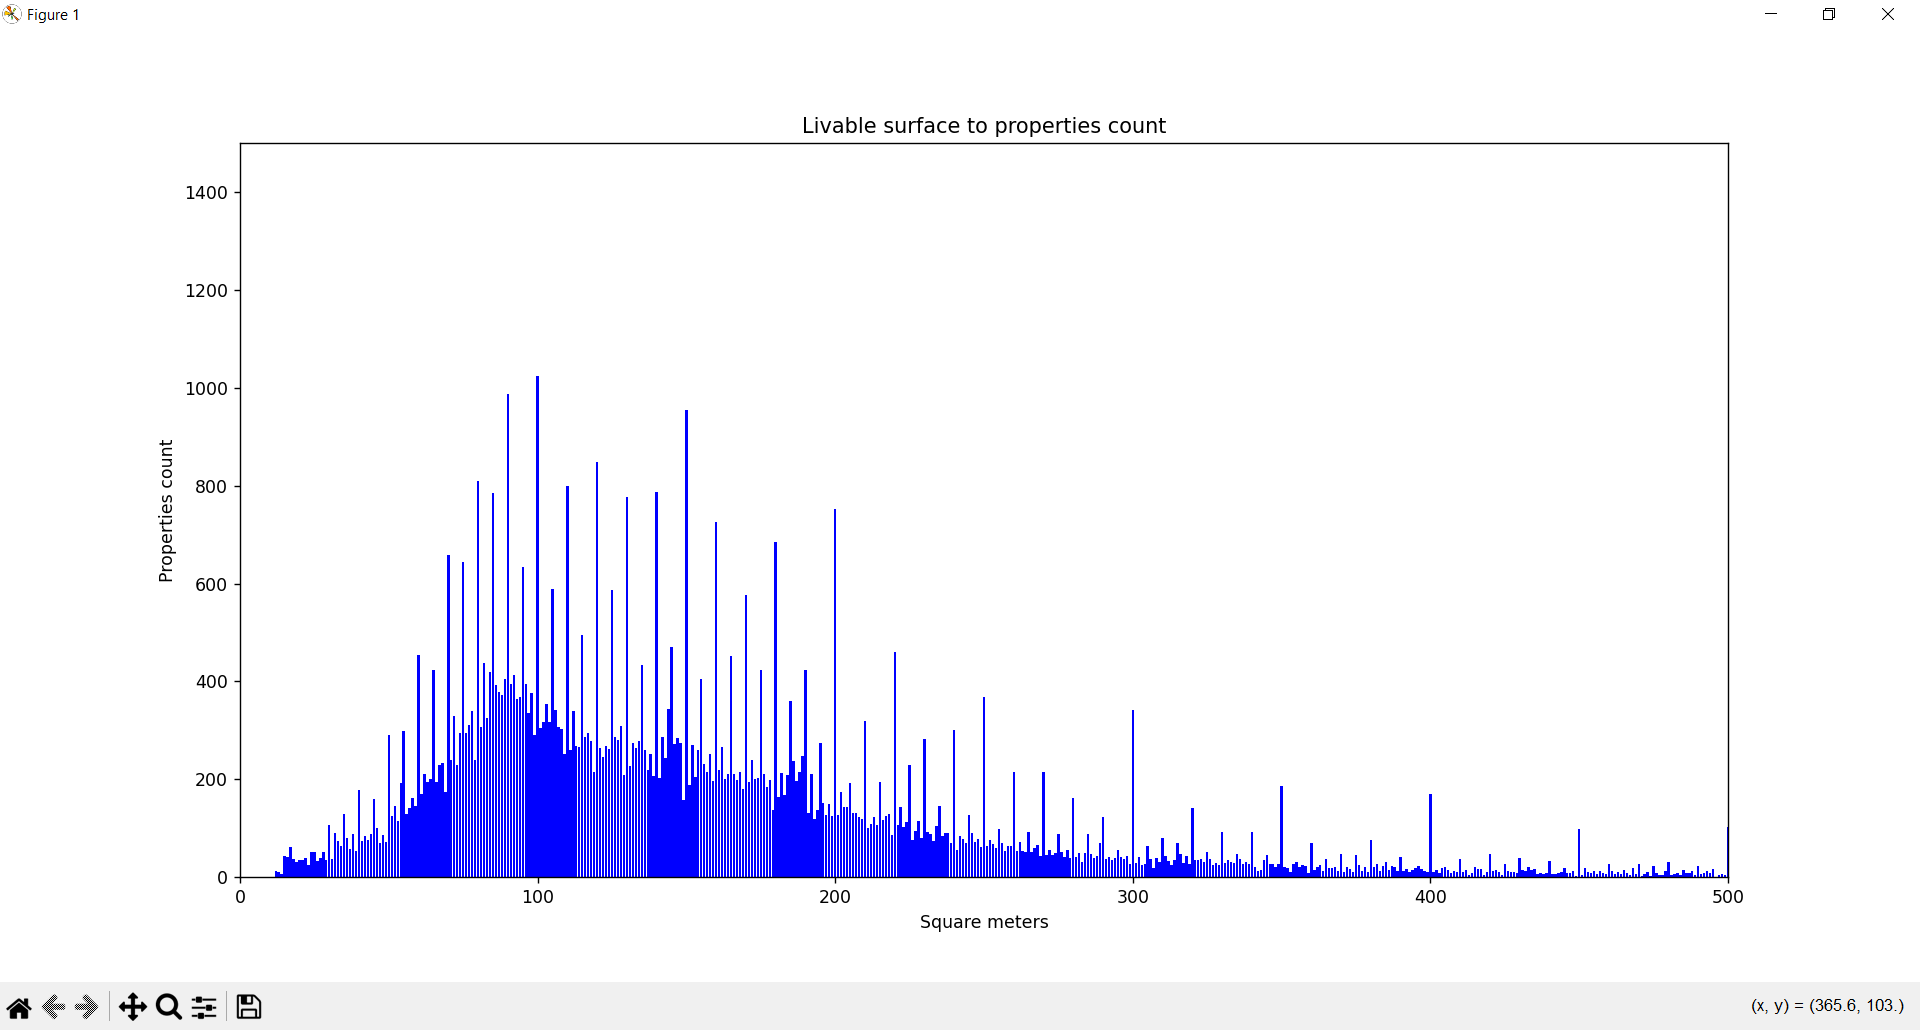 Figure 1
Livable surface to properties count
1400
1200
1000
800
600
400
200
0
Properties count
0 100 200 300 400 500
Square meters
(x, y) = (365.6, 103.)